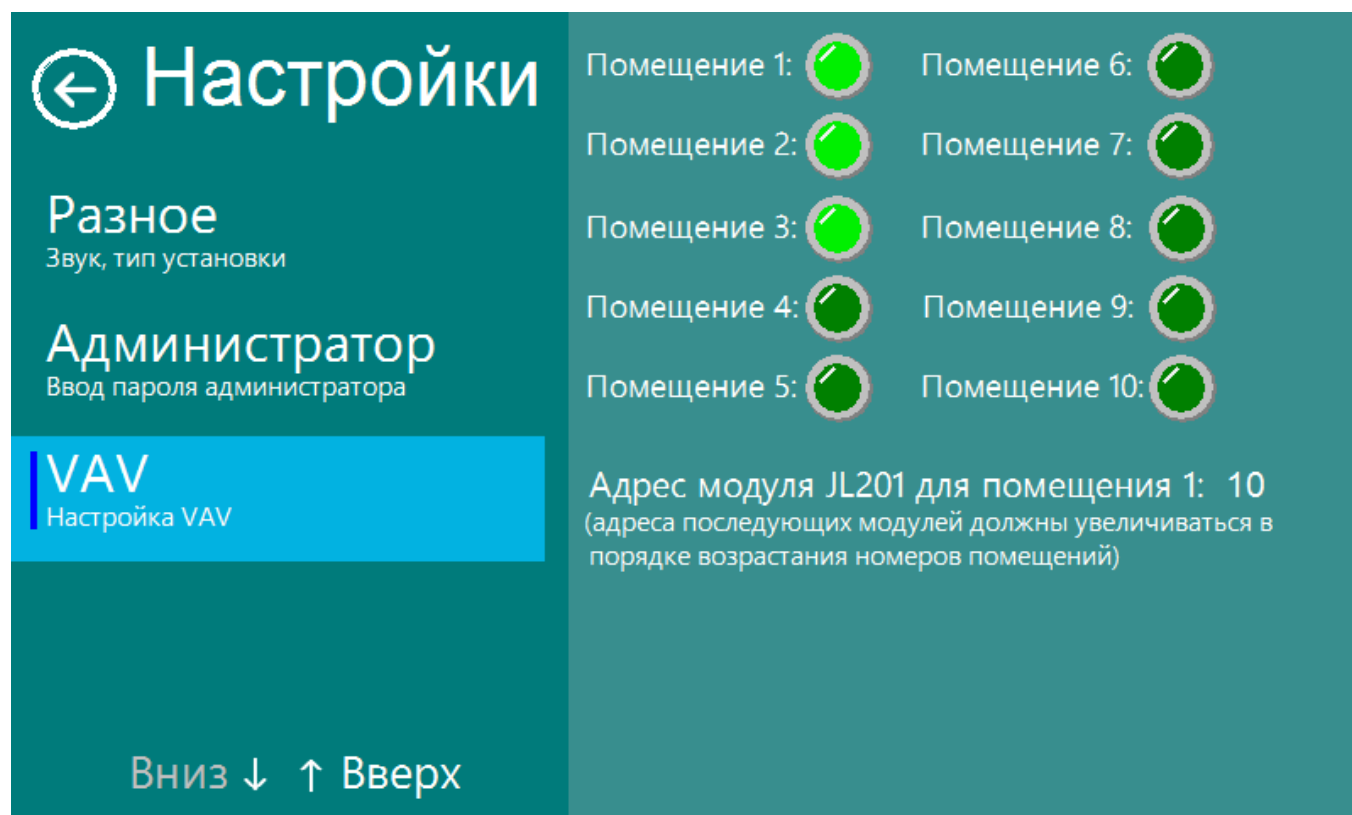 Настройки
Разное
Звук, тип установки
Администратор
Ввод пароля администратора
VAV
Настройка VAV
Вниз ↓ ↑ Вверх
Помещение 1: Помещение 6:
Помещение 2: Помещение 7:
Помещение 3: Помещение 8:
Помещение 4: Помещение 9:
Помещение 5: Помещение 10:
Адрес модуля JL201 для помещения 1: 10
(адреса последующих модулей должны увеличиваться в
порядке возрастания номеров помещений)